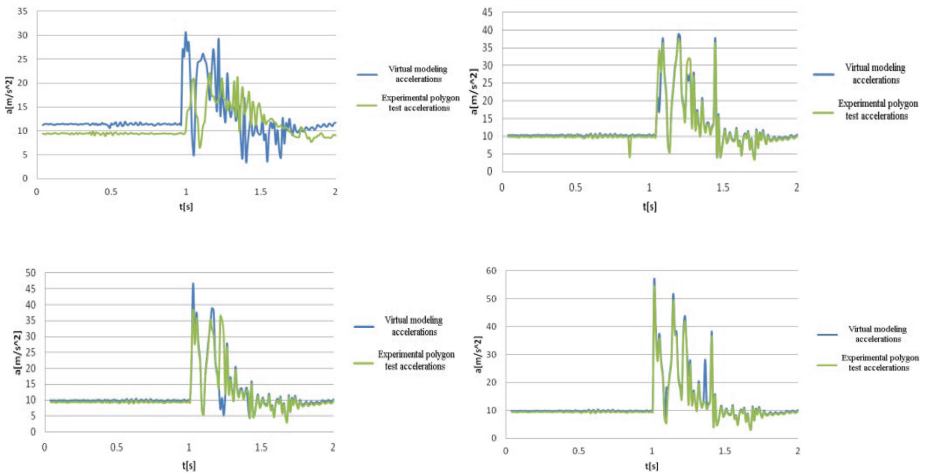 35
30
25
20
15
10
5
0
a[m/s^2]
0 0.5 1 1.5 2
t[s]
Virtual modeling
accelerations
Experimental polygon
test accelerations
45
40
35
30
25
20
15
10
5
0
a[m/s^2]
0 0.5 1 1.5 2
t[s]
Virtual modeling
accelerations
Experimental polygon
test accelerations
50
45
40
35
30
25
20
15
10
5
0
a[m/s^2]
0 0.5 1 1.5 2
t[s]
Virtual modeling
accelerations
Experimental polygon
test accelerations
60
50
40
30
20
10
0
a[m/s^2]
0 0.5 1 1.5 2
t[s]
Virtual modeling
accelerations
Experimental polygon
test accelerations